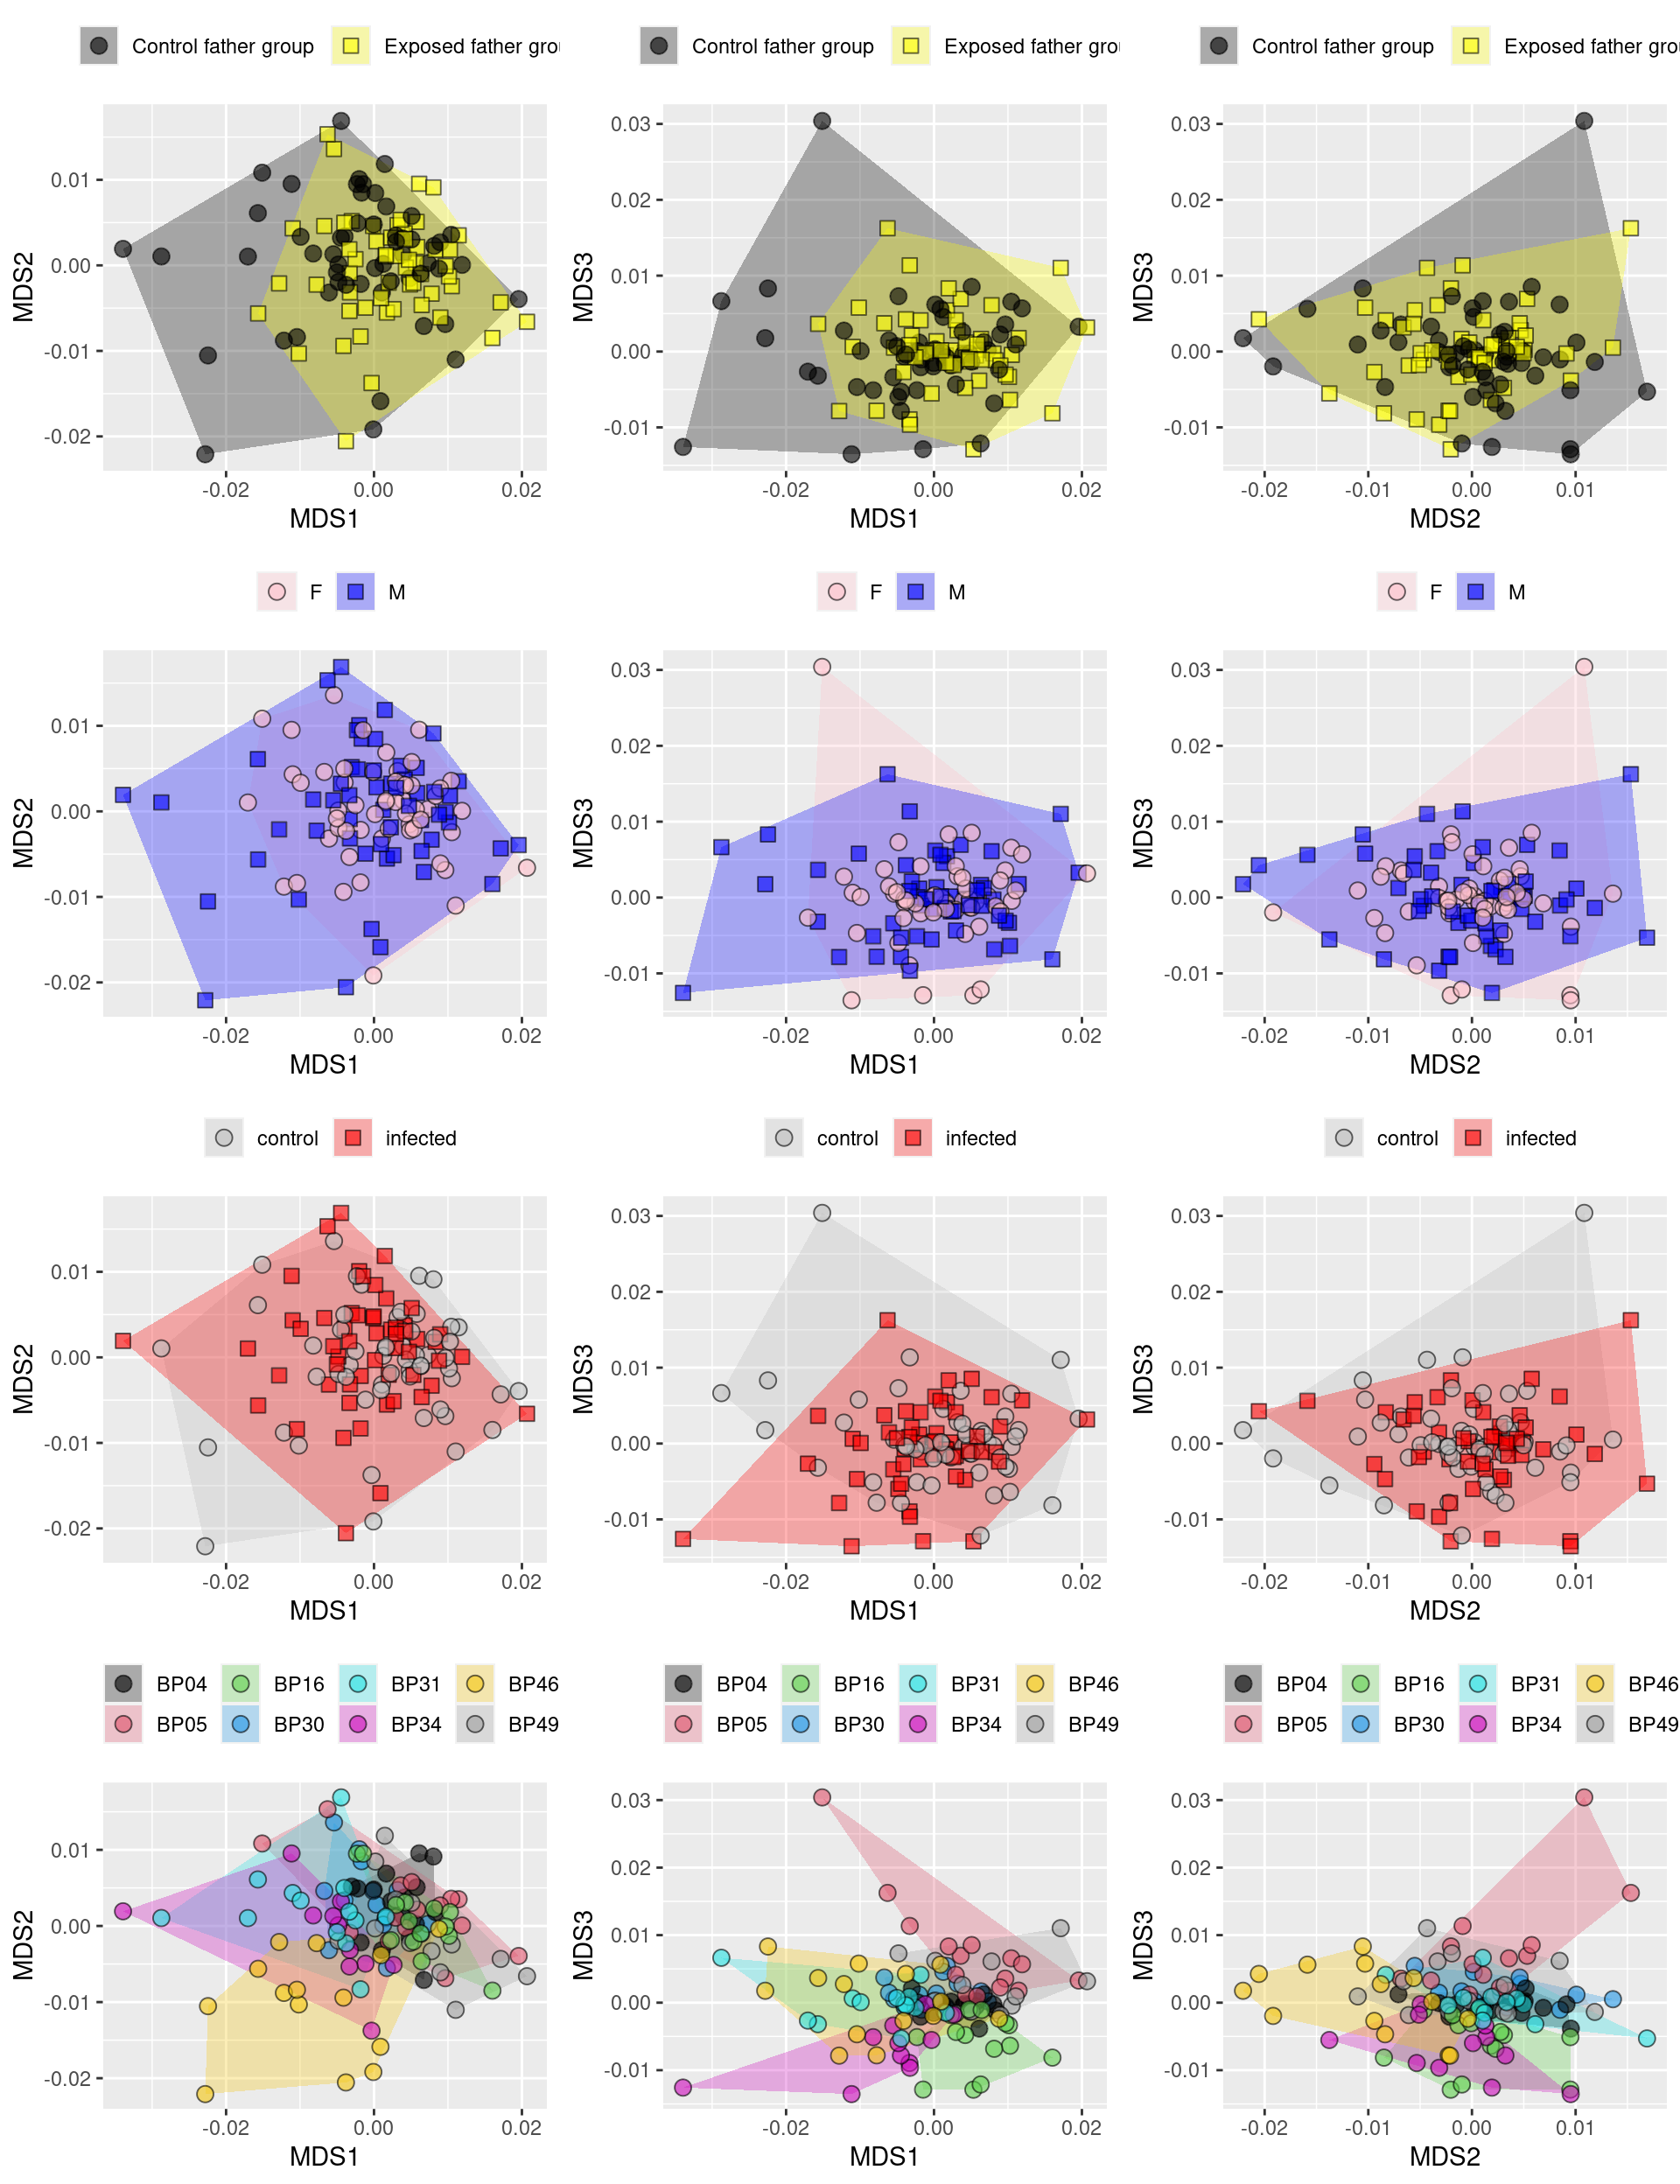 Control father group Exposed father grou Control father group Exposed father grou Control father group Exposed father grou
0.03 0.03
0.01 0.02 0.02
0.00 0.01 0.01
-0.01 0.00 0.00
-0.02 -0.01 -0.01
MDS2 MDS3 MDS3
-0.02 0.00 0.02 -0.02 0.00 0.02 -0.02 -0.01 0.00 0.01
MDS1 MDS1 MDS2
F M F M F M
0.03 0.03
0.01 0.02 0.02
0.00 0.01 0.01
-0.01 0.00 0.00
-0.02 -0.01 -0.01
MDS2 MDS3 MDS3
-0.02 0.00 0.02 -0.02 0.00 0.02 -0.02 -0.01 0.00 0.01
MDS1 MDS1 MDS2
control infected control infected control infected
0.03 0.03
0.01 0.02 0.02
0.00 0.01 0.01
-0.01 0.00 0.00
-0.02 -0.01 -0.01
MDS2 MDS3 MDS3
-0.02 0.00 0.02 -0.02 0.00 0.02 -0.02 -0.01 0.00 0.01
MDS1 MDS1 MDS2
BP04 BP16 BP31 BP46 BP04 BP16 BP31 BP46 BP04 BP16 BP31 BP46
BP05 BP30 BP34 BP49 BP05 BP30 BP34 BP49 BP05 BP30 BP34 BP49
0.03 0.03
0.01 0.02 0.02
0.00 0.01 0.01
-0.01 0.00 0.00
-0.02 -0.01 -0.01
MDS2 MDS3 MDS3
-0.02 0.00 0.02 -0.02 0.00 0.02 -0.02 -0.01 0.00 0.01
MDS1 MDS1 MDS2